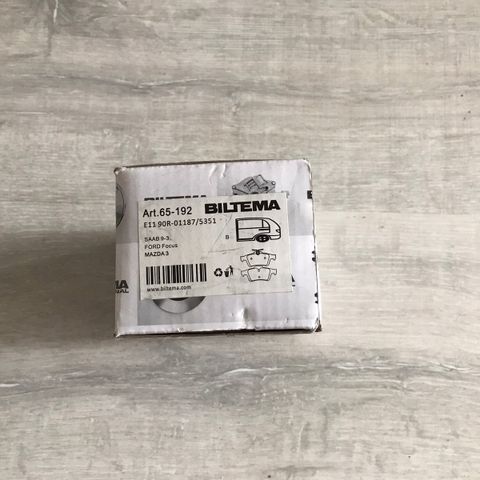 Art.65-192 BILTEMA
E11 90R-01187/5351
SAAB 9-3
FORD Focus
MAZDA 3
B
A
www.biltema.com